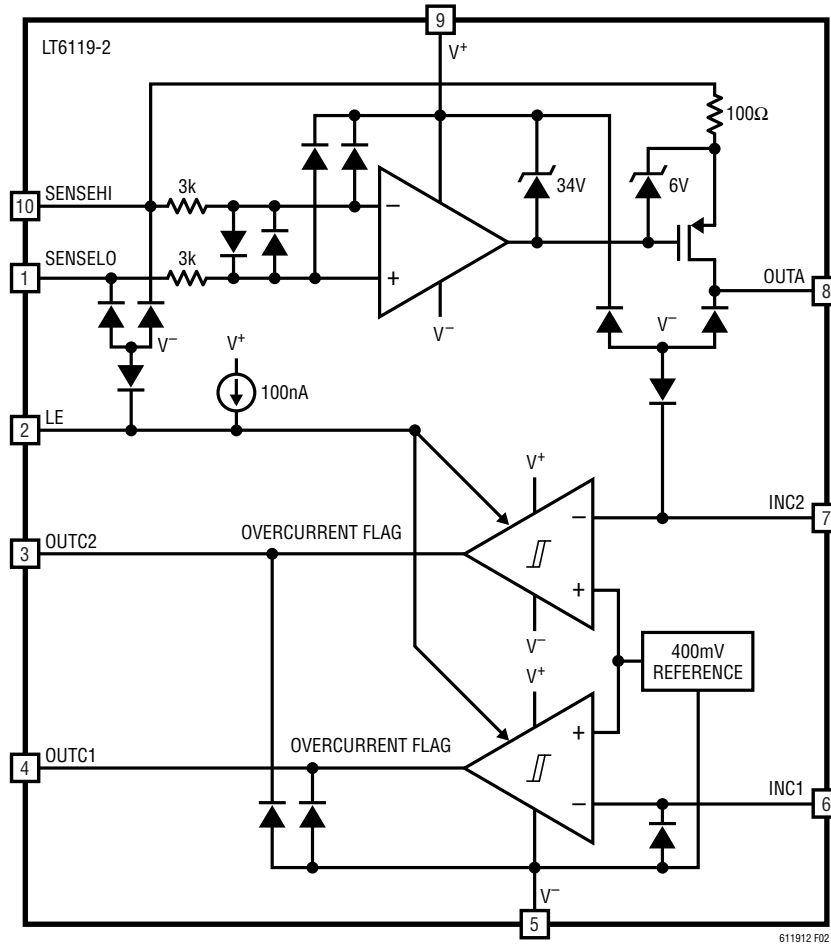 LT6119-2
9
V+
100Ω
34V
6V
3k
10 SENSEHI
−
3k
1 SENSELO
+
OUTA
8
V−
V−
V−
V+
100nA
2 LE
V+
−
INC2
7
OVERCURRENT FLAG
3 OUTC2
+
V−
400mV
REFERENCE
V+
+
OVERCURRENT FLAG
4 OUTC1
−
INC1
6
V−
5
611912 F02